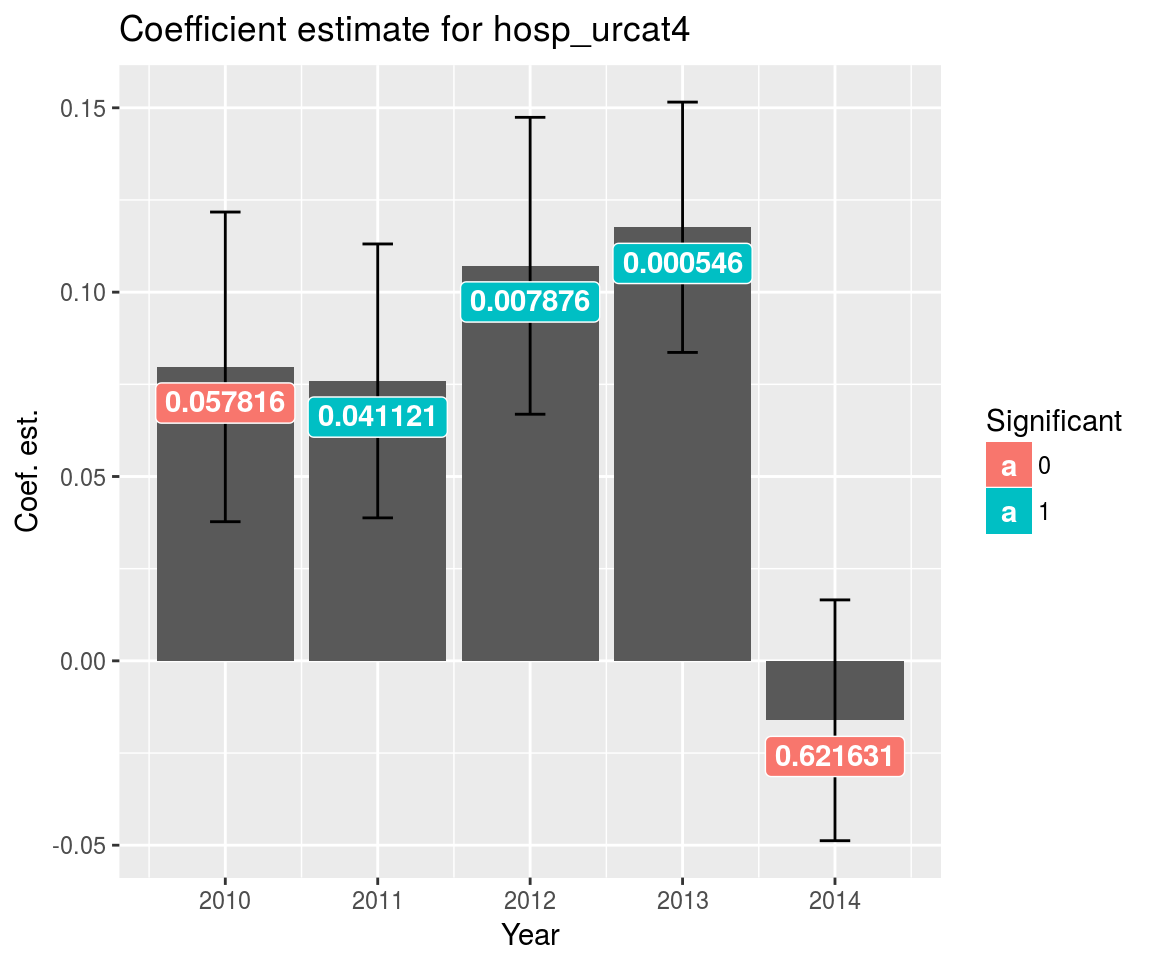 Coefficient estimate for hosp_urcat4
0.15
0.10
0.05
0.00
-0.05
Coef. est.
0.057816
0.041121
0.007876
0.000546
0.621631
2010
2011
2012
2013
2014
Year
Significant
a 0
a 1